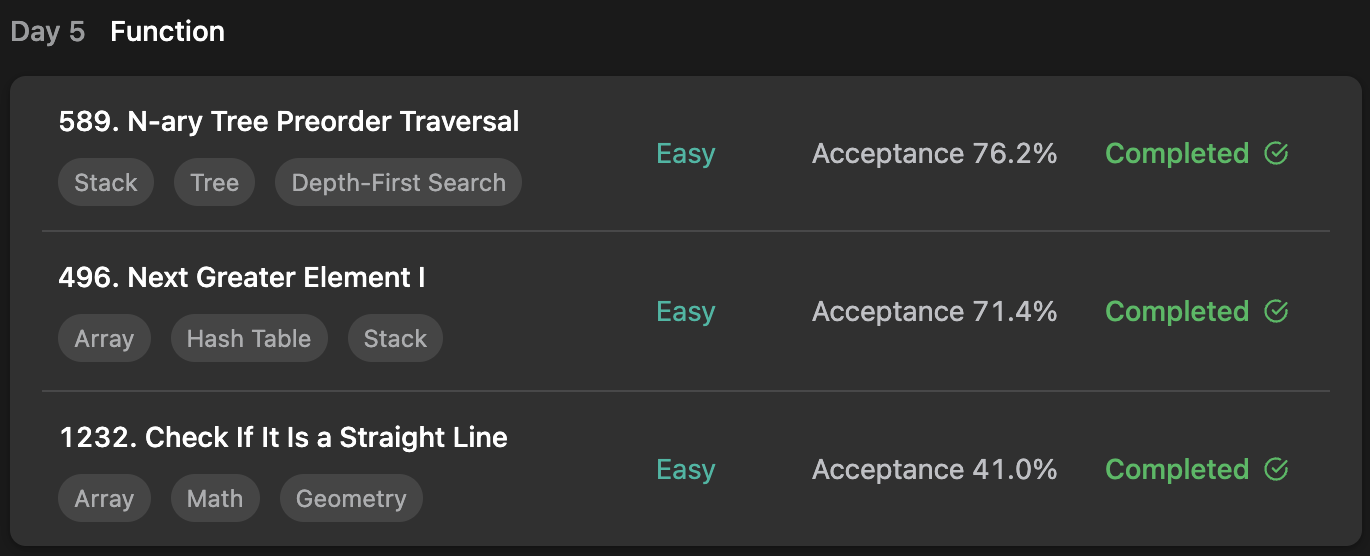 Day 5 Function
589. N-ary Tree Preorder Traversal
Easy Acceptance 76.2% Completed
Stack Tree Depth-First Search
496. Next Greater Element I
Easy Acceptance 71.4% Completed
Array Hash Table Stack
1232. Check If It Is a Straight Line
Easy Acceptance 41.0% Completed
Array Math Geometry